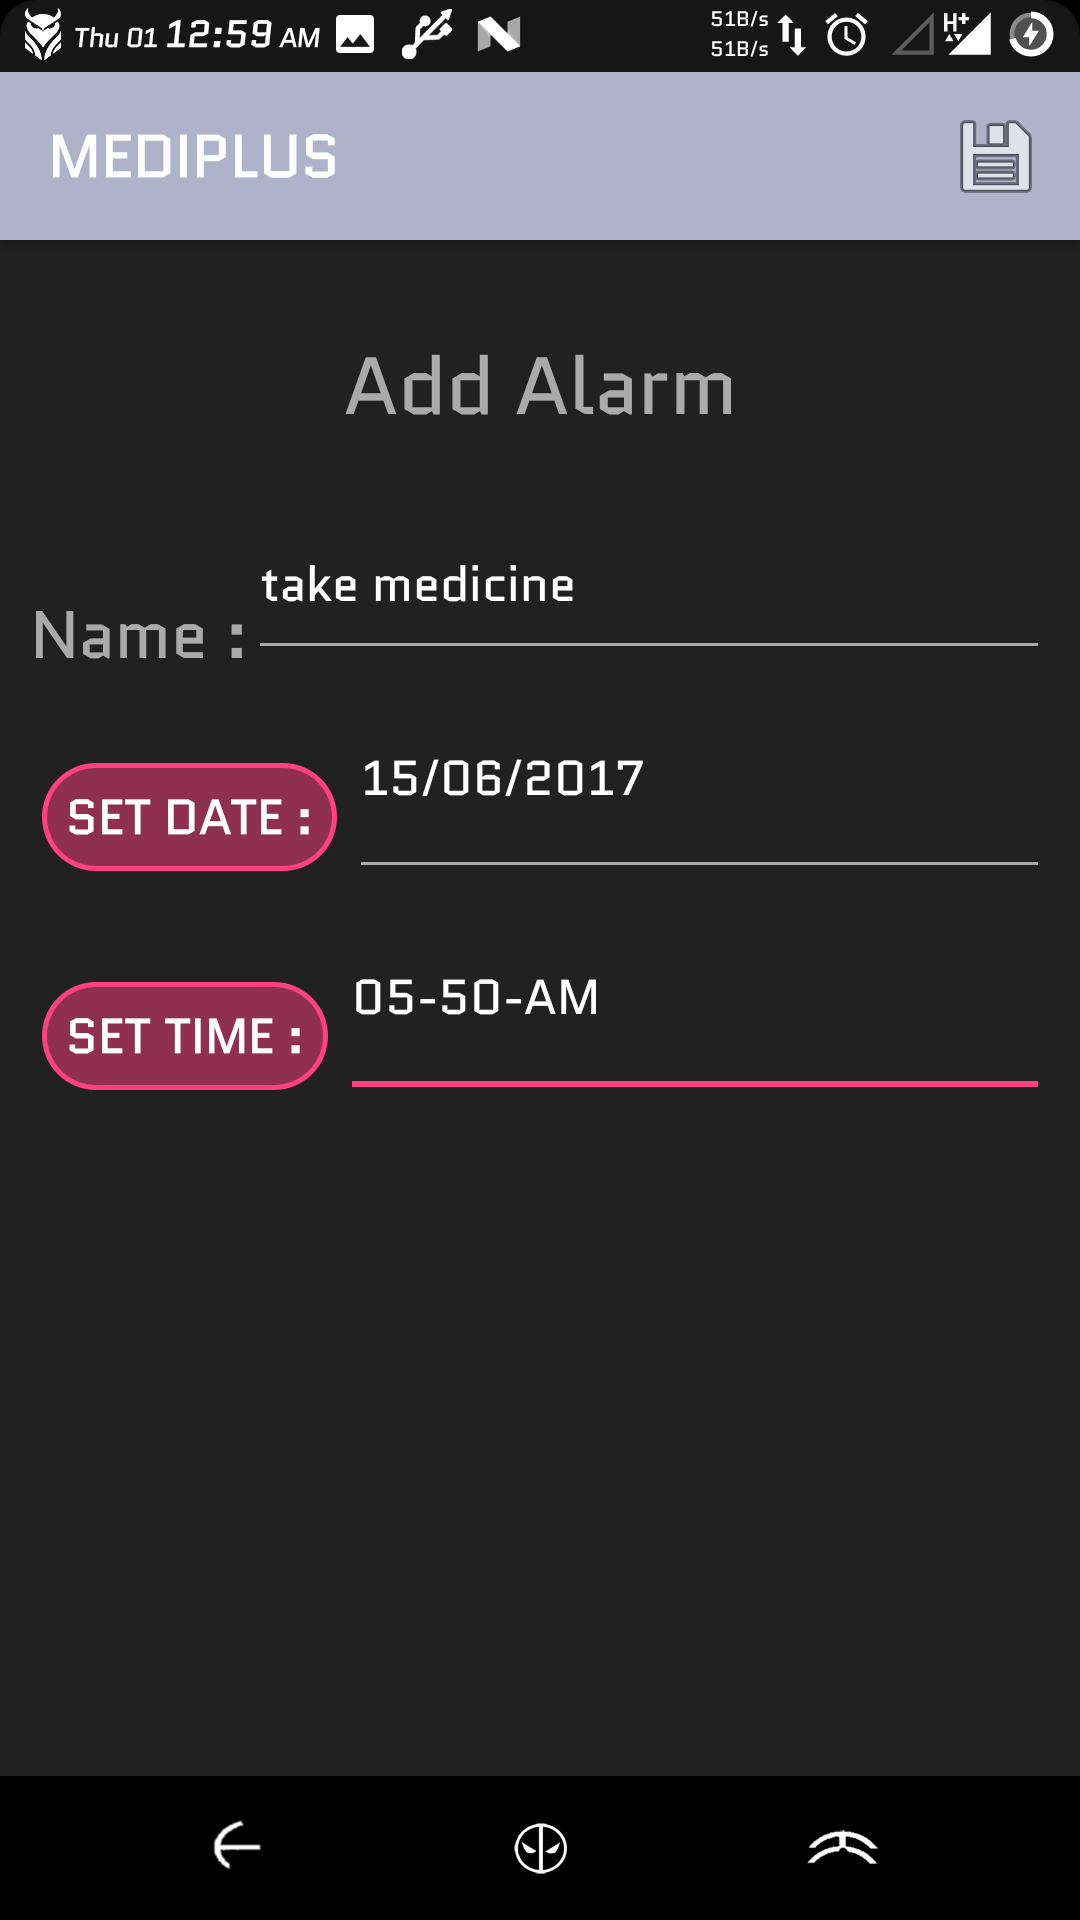 Thu 01 12:59 AM
51B/s
51B/s
H+
MEDIPLUS
Add Alarm
take medicine
Name :
15/06/2017
SET DATE :
05-50-AM
SET TIME :